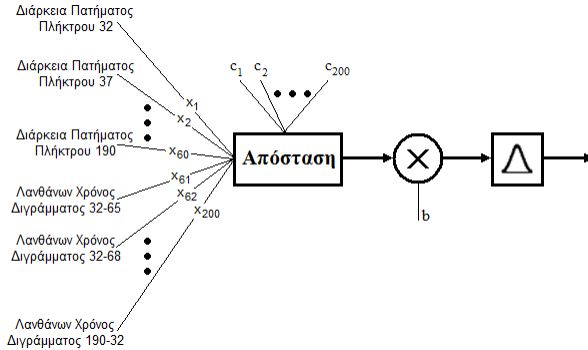 Διάρκεια Πατήματος
Πλήκτρου 32
Διάρκεια Πατήματος
Πλήκτρου 37
Διάρκεια Πατήματος
Πλήκτρου 190
Λανθάνων Χρόνος
Διγράμματος 32-65
Λανθάνων Χρόνος
Διγράμματος 32-68
Λανθάνων Χρόνος
Διγράμματος 190-32
x1
x2
x60
x61
x62
x200
c1 c2 c200
Απόσταση
b